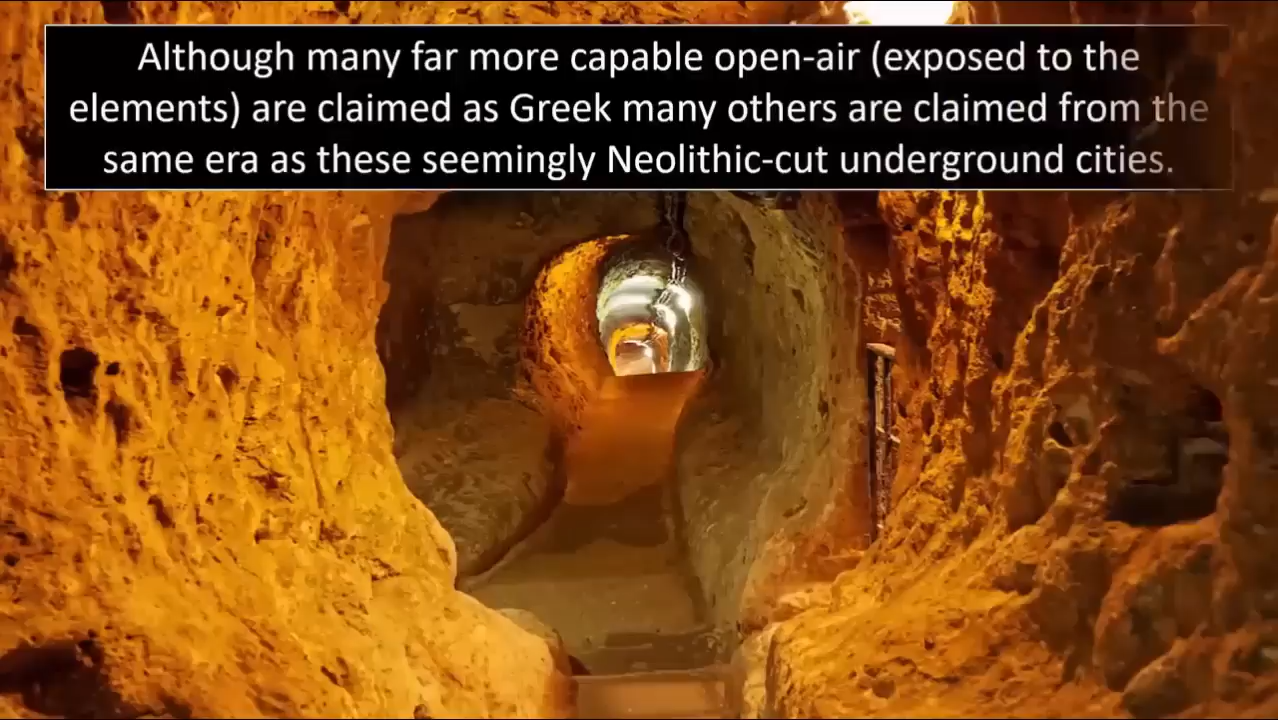 Although many far more capable open-air (exposed to the
elements) are claimed as Greek many others are claimed from the
same era as these seemingly Neolithic-cut underground cities.